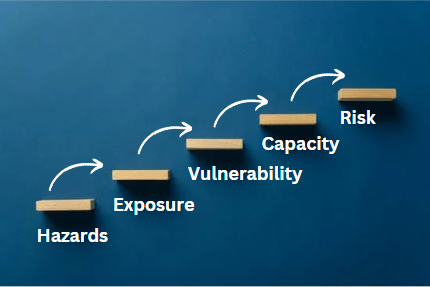 Hazards
Exposure
Vulnerability
Capacity
Risk